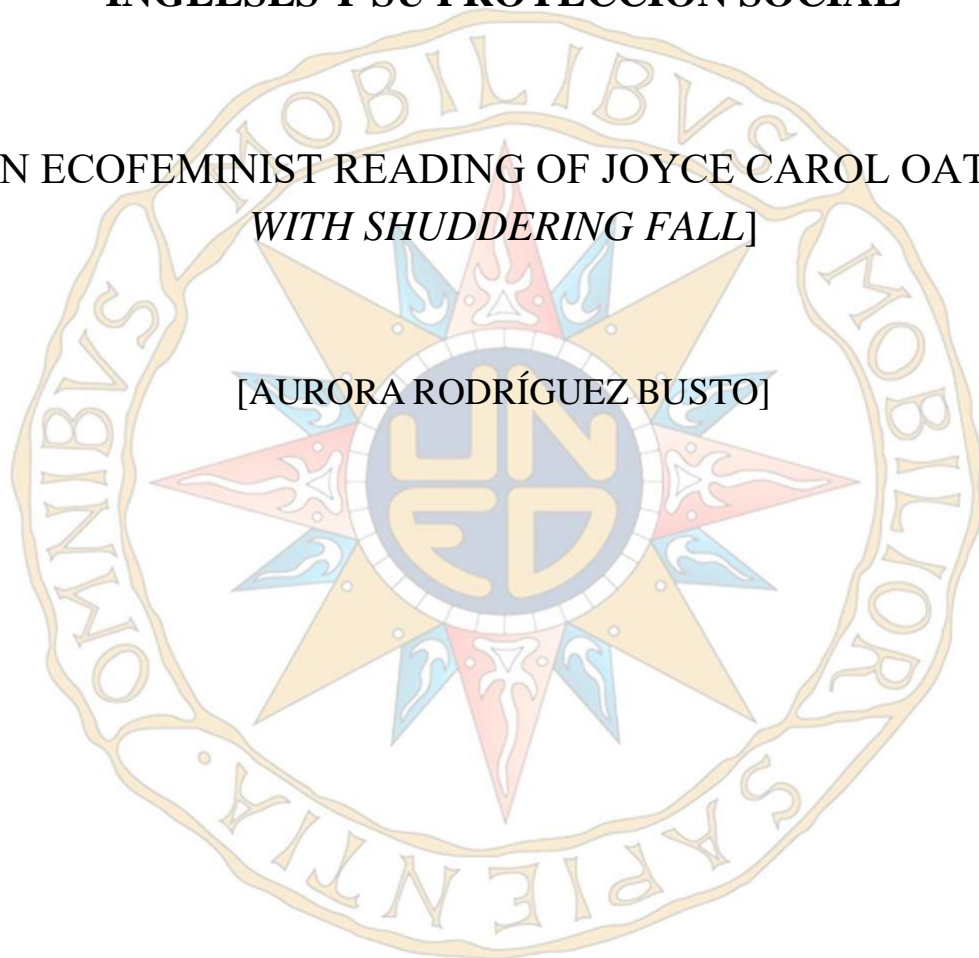 INGLESES Y SU PROYECCIÓN SOCIAL
N ECOFEMINIST READING OF JOYCE CAROL OAT
WITH SHUDDERING FALL]
[AURORA RODRÍGUEZ BUSTO]
OMNIBVS MOBILIBVS MOBILIOR SAPIENTIA.
UN
ED